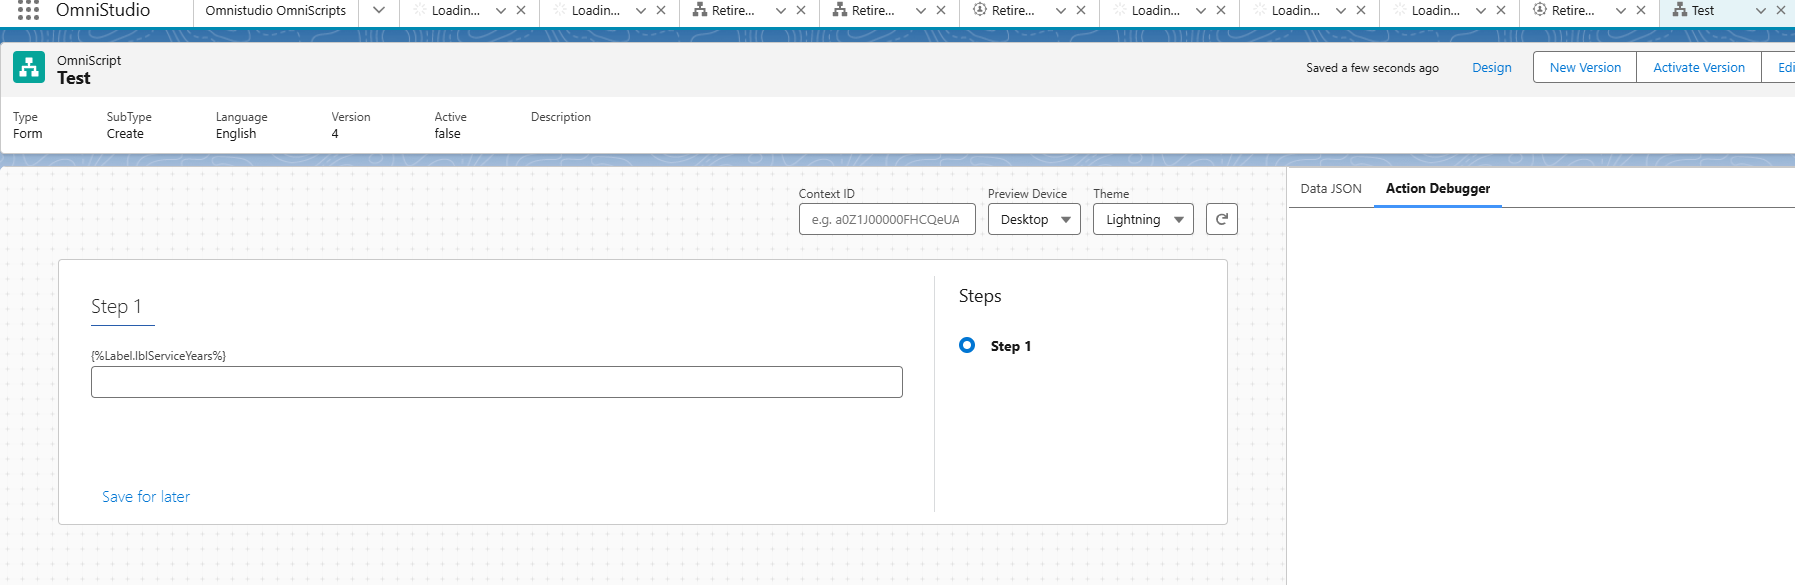 OmniStudio
Omnistudio OmniScripts
Loadin...
Loadin...
Retire...
Retire...
Retire...
Loadin...
Loadin...
Loadin...
Retire...
Test
OmniScript
Test
Saved a few seconds ago
Design
New Version
Activate Version
Edi
Type
SubType
Language
Version
Active
Description
Form
Create
English
4
false
Context ID
Preview Device
Theme
e.g. a0Z1J00000FHCQeUA
Desktop
Lightning
Data JSON
Action Debugger
Step 1
Steps
Step 1
{%Label.lblServiceYears%}
Save for later